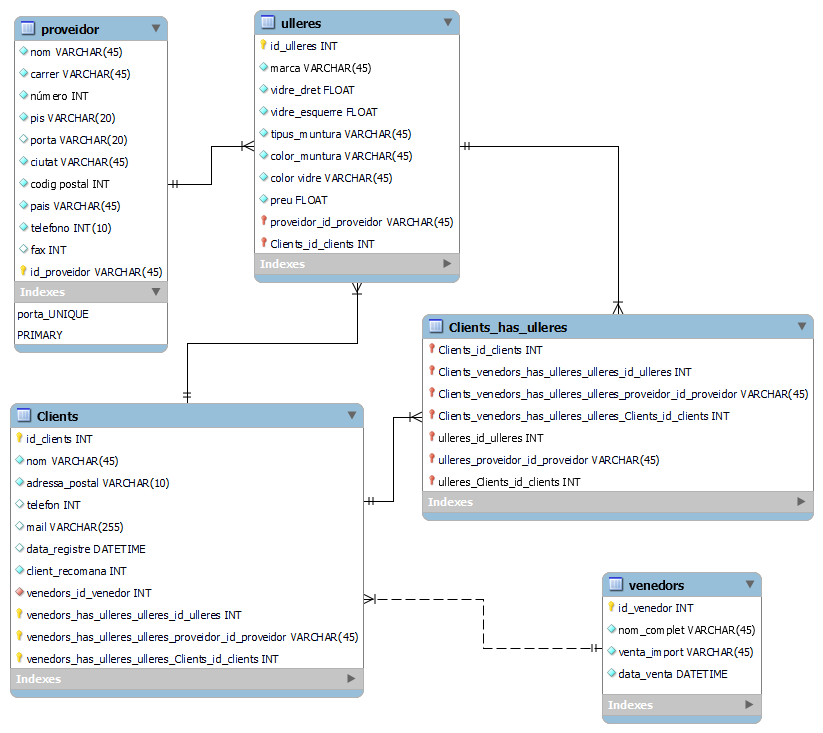 proveidor
nom VARCHAR(45)
carrer VARCHAR(45)
número INT
pis VARCHAR(20)
porta VARCHAR(20)
ciutat VARCHAR(45)
codig postal INT
pais VARCHAR(45)
telefono INT(10)
fax INT
id_proveidor VARCHAR(45)
Indexes
porta_UNIQUE
PRIMARY
ulleres
id_ulleres INT
marca VARCHAR(45)
vidre_dret FLOAT
vidre_esquerre FLOAT
tipus_muntura VARCHAR(45)
color_muntura VARCHAR(45)
color vidre VARCHAR(45)
preu FLOAT
proveidor_id_proveidor VARCHAR(45)
Clients_id_clients INT
Indexes
Clients_has_ulleres
Clients_id_clients INT
Clients_venedors_has_ulleres_ulleres_id_ulleres INT
Clients_venedors_has_ulleres_ulleres_proveidor_id_proveidor VARCHAR(45)
Clients_venedors_has_ulleres_ulleres_Clients_id_clients INT
ulleres_id_ulleres INT
ulleres_proveidor_id_proveidor VARCHAR(45)
ulleres_Clients_id_clients INT
Indexes
Clients
id_clients INT
nom VARCHAR(45)
adressa_postal VARCHAR(10)
telefon INT
mail VARCHAR(255)
data_registre DATETIME
client_recomana INT
venedors_id_venedor INT
venedors_has_ulleres_ulleres_id_ulleres INT
venedors_has_ulleres_ulleres_proveidor_id_proveidor VARCHAR(45)
venedors_has_ulleres_ulleres_Clients_id_clients INT
Indexes
venedors
id_venedor INT
nom_complet VARCHAR(45)
venta_import VARCHAR(45)
data_venta DATETIME
Indexes